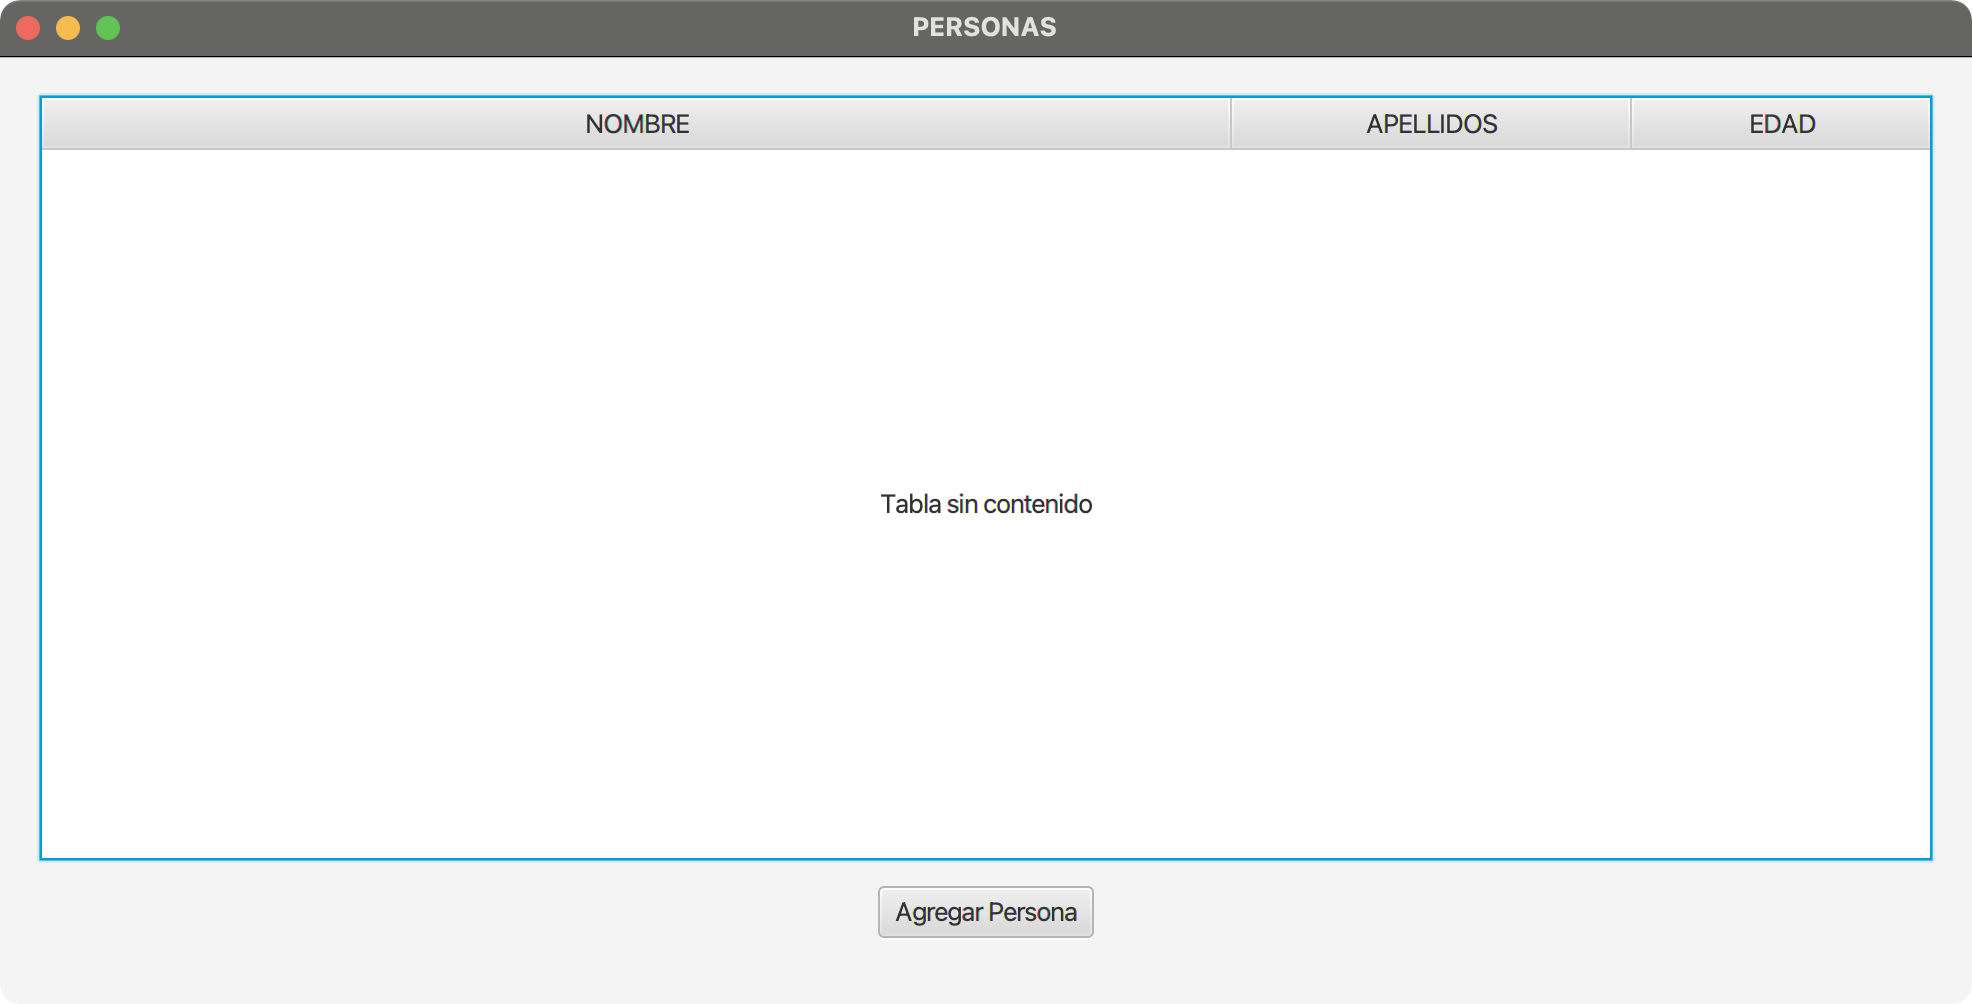 PERSONAS
NOMBRE APELLIDOS EDAD
Tabla sin contenido
Agregar Persona